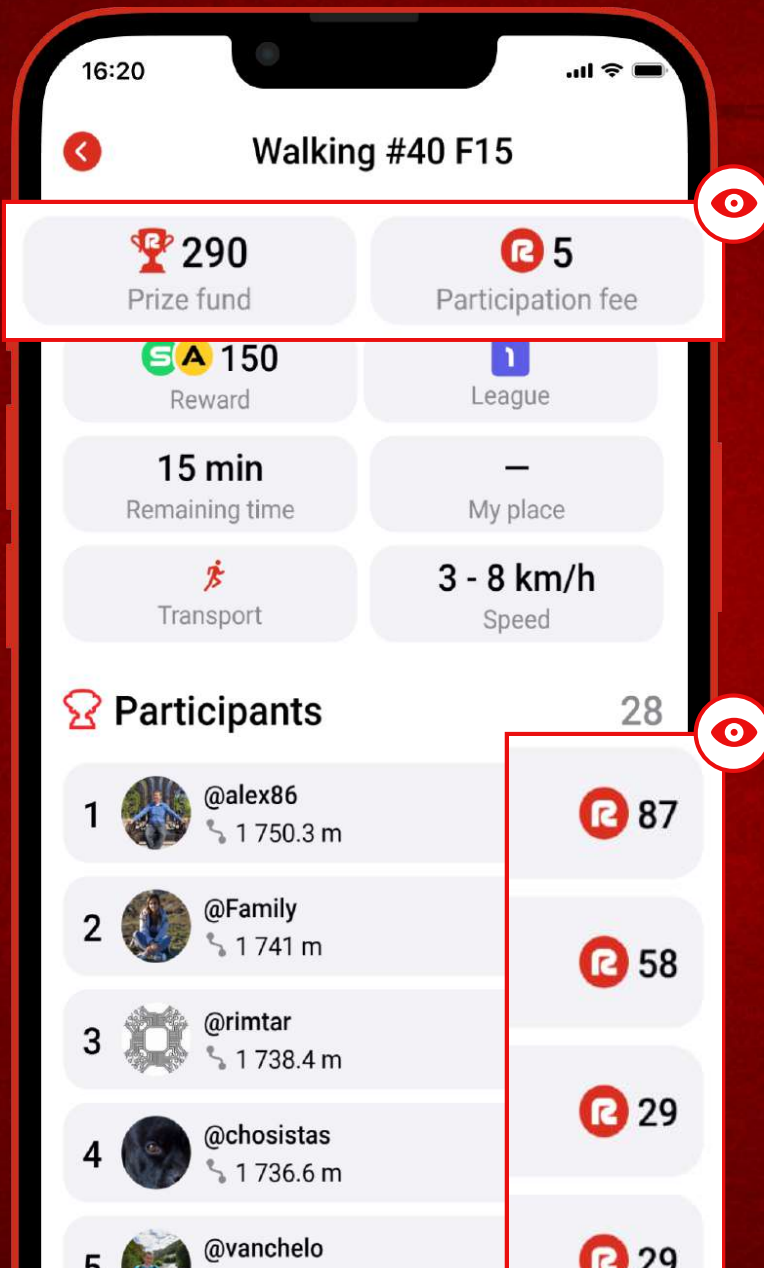 16:20
Walking #40 F15
290
Prize fund
5
Participation fee
S A 150
Reward
1
League
15 min
Remaining time
–
My place
Transport
3 - 8 km/h
Speed
Participants 28
1 @alex86
1 750.3 m
87
2 @Family
1 741 m
58
3 @rimtar
1 738.4 m
29
4 @chosistas
1 736.6 m
29
5 @vanchelo